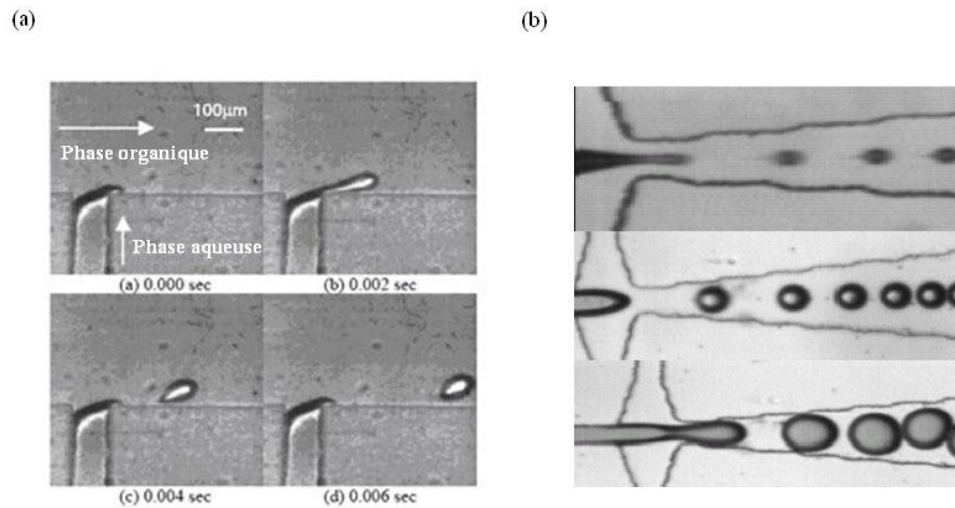 (a)
(b)
100μm
Phase organique
Phase aqueuse
(a) 0.000 sec
(b) 0.002 sec
(c) 0.004 sec
(d) 0.006 sec